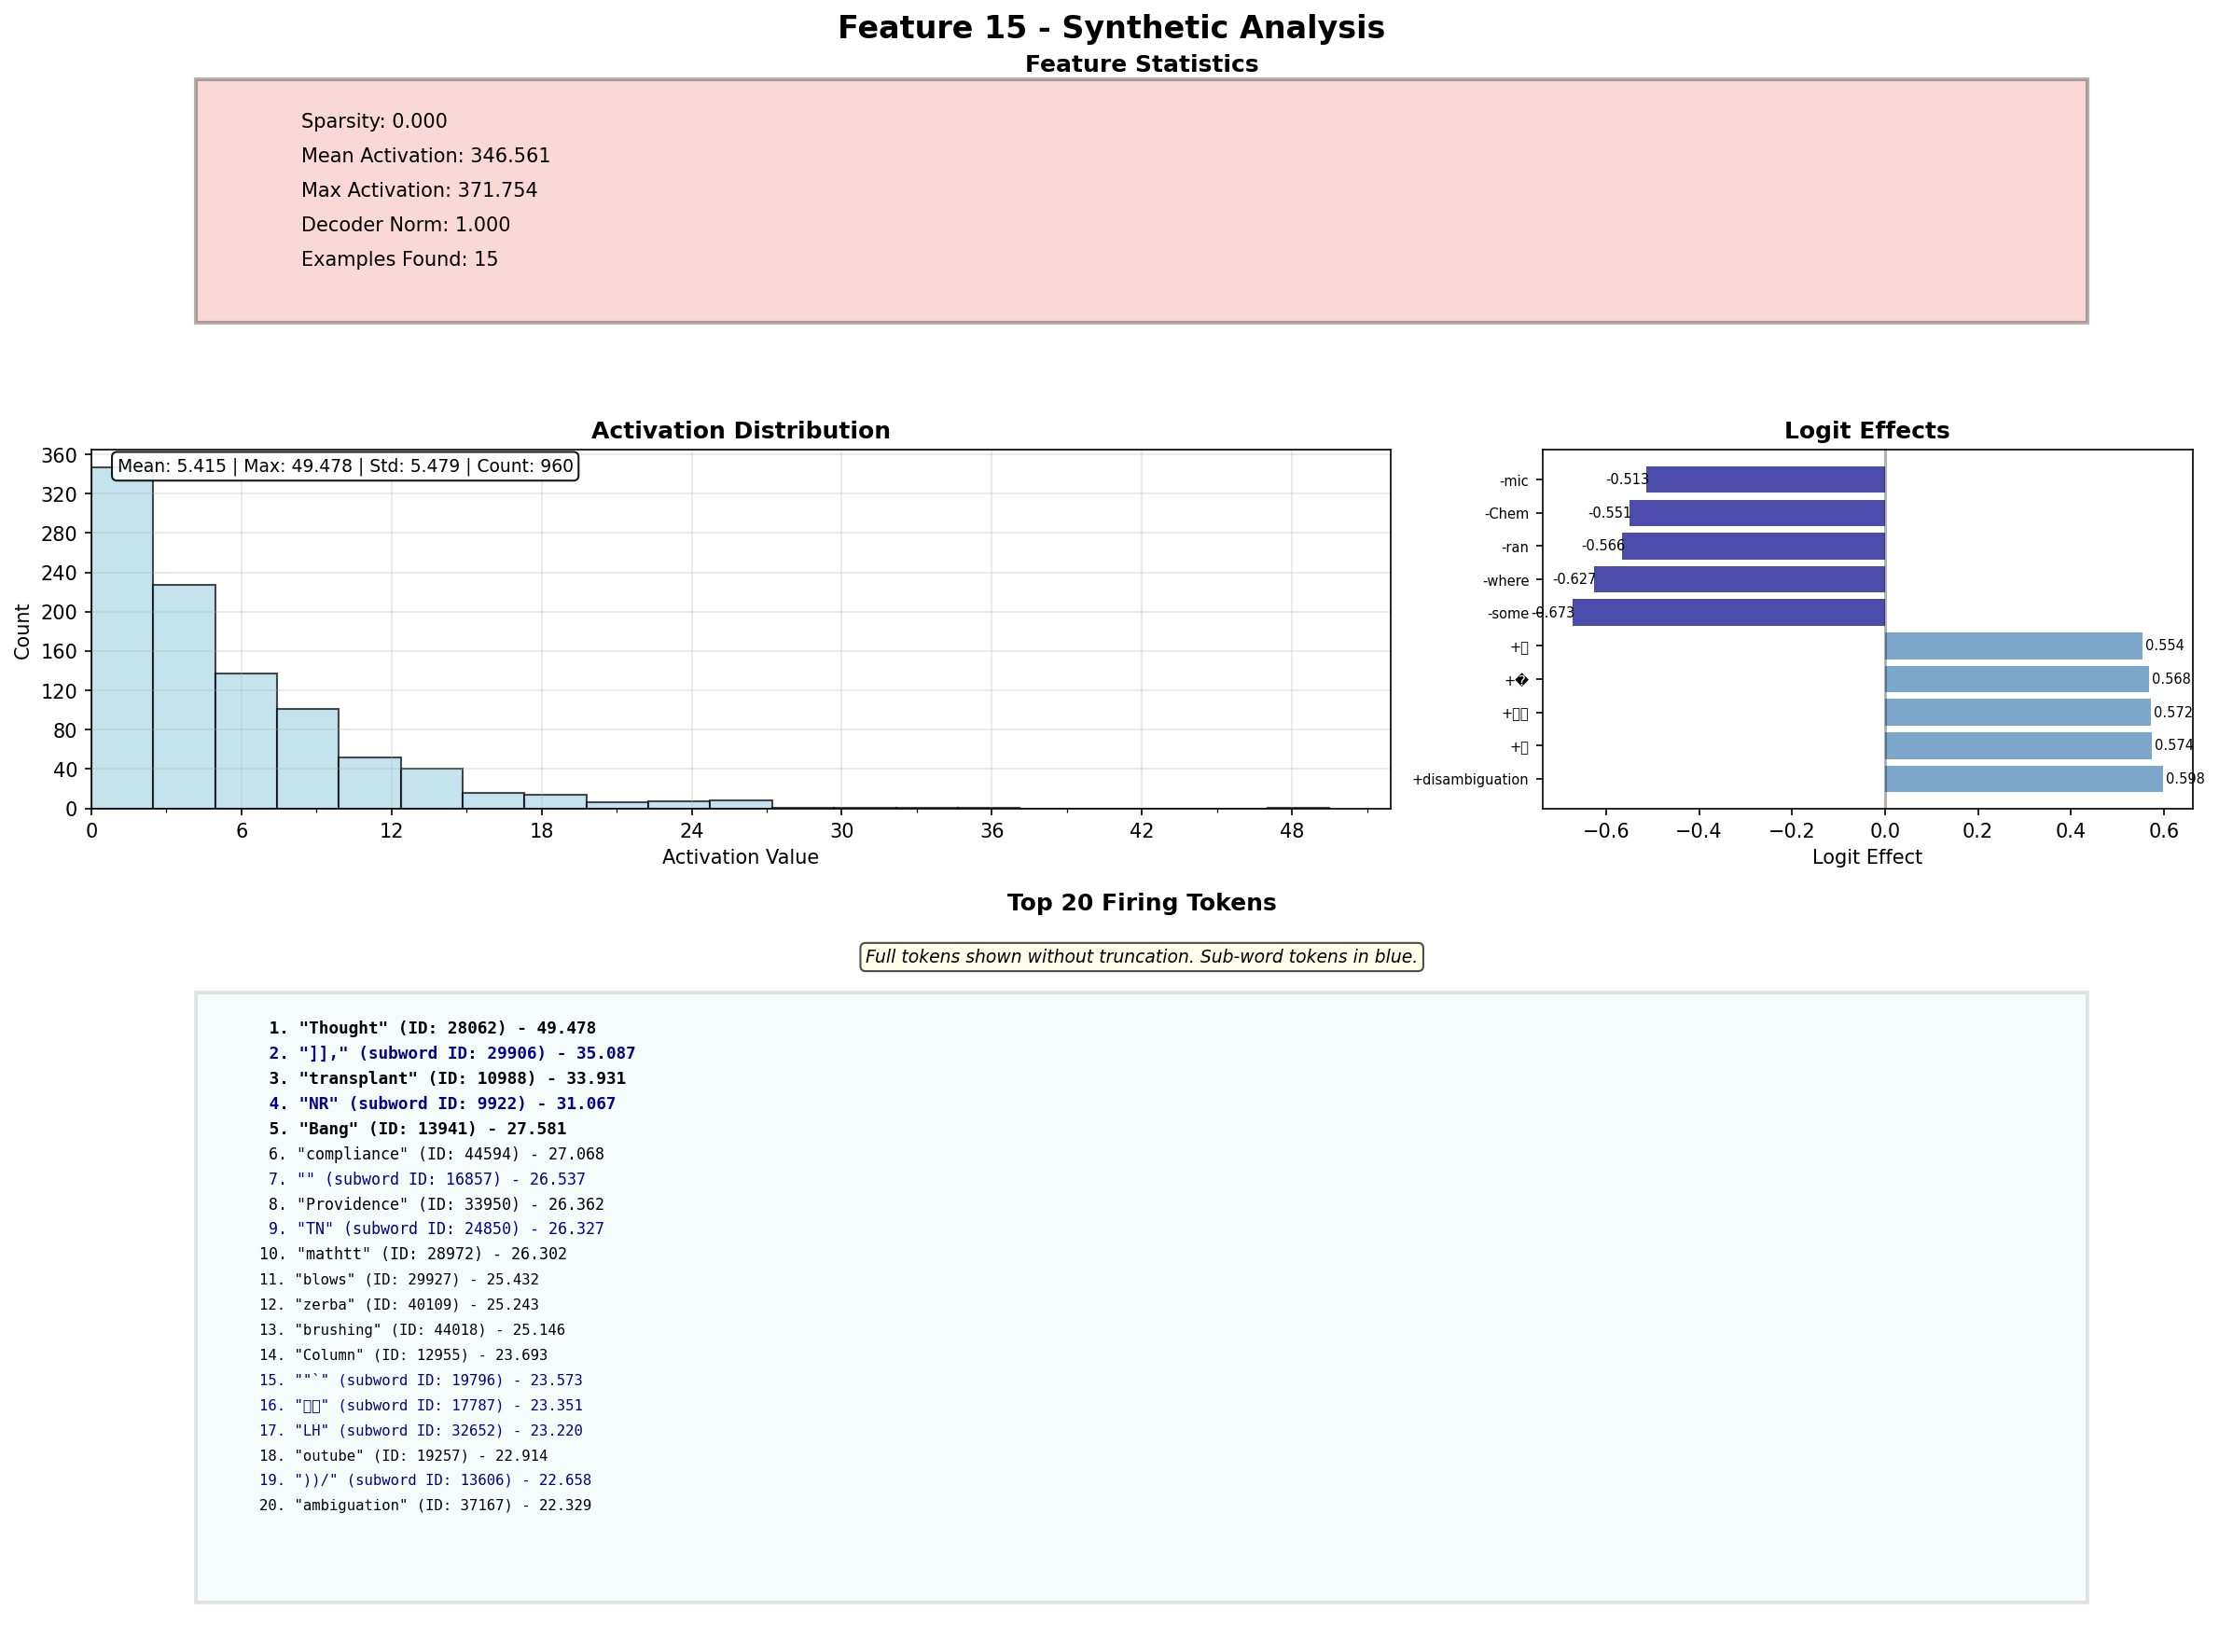 Feature 15 - Synthetic Analysis
Feature Statistics
Sparsity: 0.000
Mean Activation: 346.561
Max Activation: 371.754
Decoder Norm: 1.000
Examples Found: 15
Activation Distribution
Mean: 5.415 | Max: 49.478 | Std: 5.479 | Count: 960
360
320
280
240
200
160
120
80
40
0
Count
0 6 12 18 24 30 36 42 48
Activation Value
Logit Effects
-mic -0.513
-Chem -0.551
-ran -0.566
-where -0.627
-some -0.673
+ 0.554
+� 0.568
+ 0.572
+ 0.574
+disambiguation 0.598
−0.6 −0.4 −0.2 0.0 0.2 0.4 0.6
Logit Effect
Top 20 Firing Tokens
Full tokens shown without truncation. Sub-word tokens in blue.
1. "Thought" (ID: 28062) - 49.478
2. "]]," (subword ID: 29906) - 35.087
3. "transplant" (ID: 10988) - 33.931
4. "NR" (subword ID: 9922) - 31.067
5. "Bang" (ID: 13941) - 27.581
6. "compliance" (ID: 44594) - 27.068
7. "" (subword ID: 16857) - 26.537
8. "Providence" (ID: 33950) - 26.362
9. "TN" (subword ID: 24850) - 26.327
10. "mathtt" (ID: 28972) - 26.302
11. "blows" (ID: 29927) - 25.432
12. "zerba" (ID: 40109) - 25.243
13. "brushing" (ID: 44018) - 25.146
14. "Column" (ID: 12955) - 23.693
15. ""`" (subword ID: 19796) - 23.573
16. "" (subword ID: 17787) - 23.351
17. "LH" (subword ID: 32652) - 23.220
18. "outube" (ID: 19257) - 22.914
19. "))/" (subword ID: 13606) - 22.658
20. "ambiguation" (ID: 37167) - 22.329